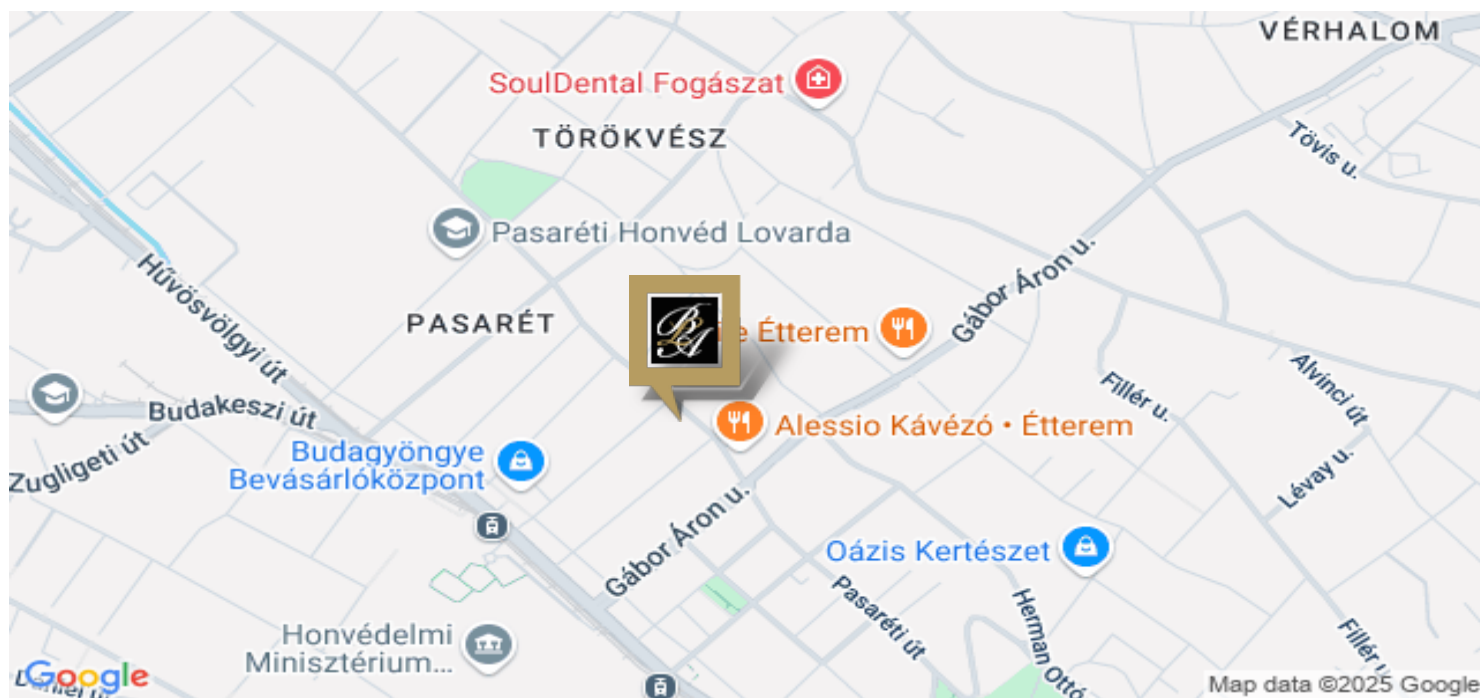 VÉRHALOM
SoulDental Fogászat
TÖRÖKVÉSZ
Tövis u.
Pasaréti Honvéd Lovarda
Gábor Áron u.
Hűvösvölgyi út
PASARÉT
BA
Étterem
Alvinci út
Fillér u.
Budakeszi út
Alessio Kávézó • Étterem
Zugligeti út
Budagyöngye
Bevásárlóközpont
Lévay u.
Gábor Áron u.
Oázis Kertészet
Pasaréti út
Herman Ottó
Fillér u.
Honvédelmi
Minisztérium...
Google
Map data ©2025 Google